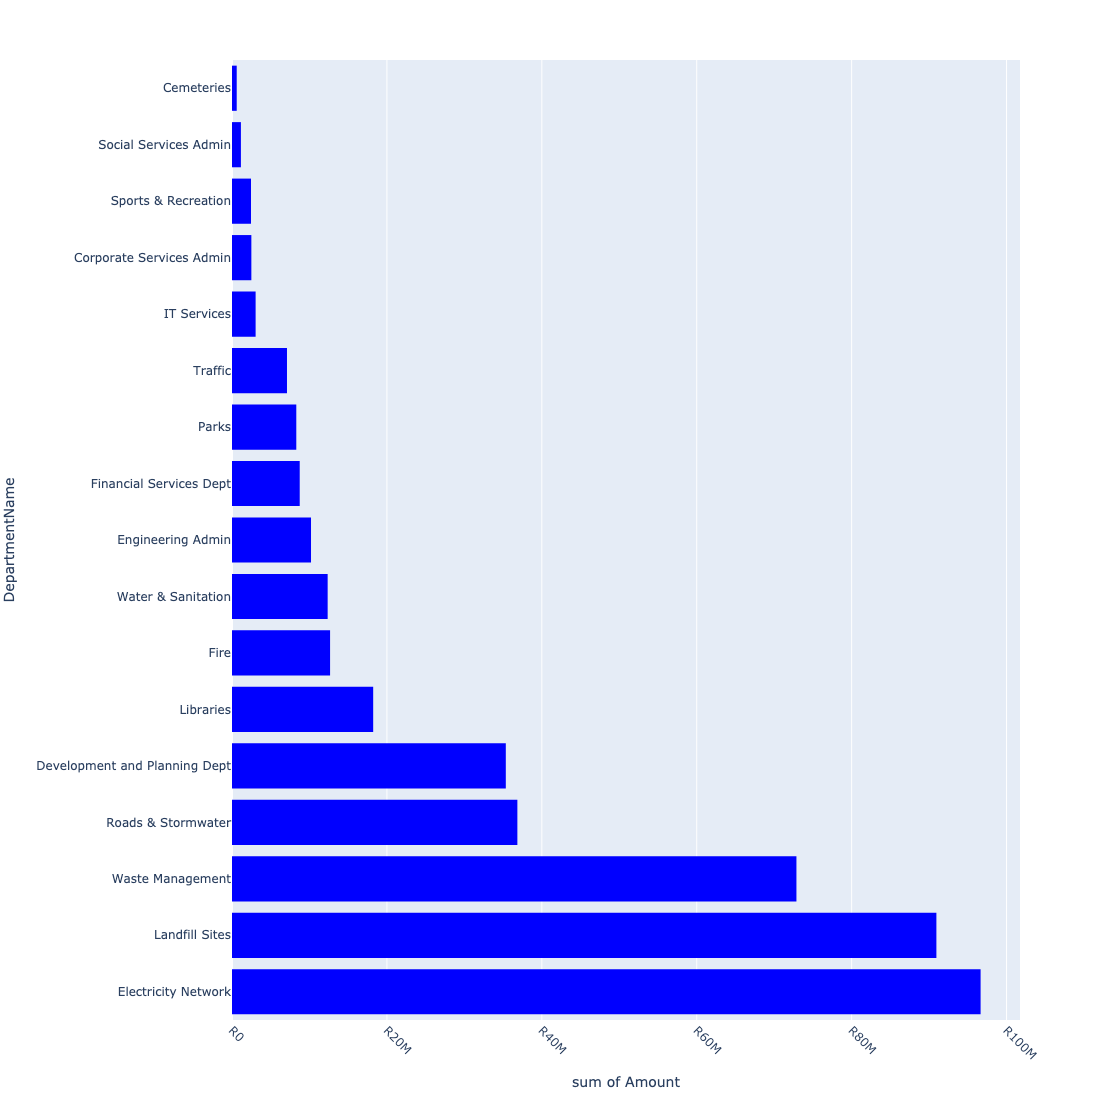 Cemeteries
Social Services Admin
Sports & Recreation
Corporate Services Admin
IT Services
Traffic
Parks
Financial Services Dept
Engineering Admin
Water & Sanitation
Fire
Libraries
Development and Planning Dept
Roads & Stormwater
Waste Management
Landfill Sites
Electricity Network
DepartmentName
R0
R20M
R40M
R60M
R80M
R100M
sum of Amount